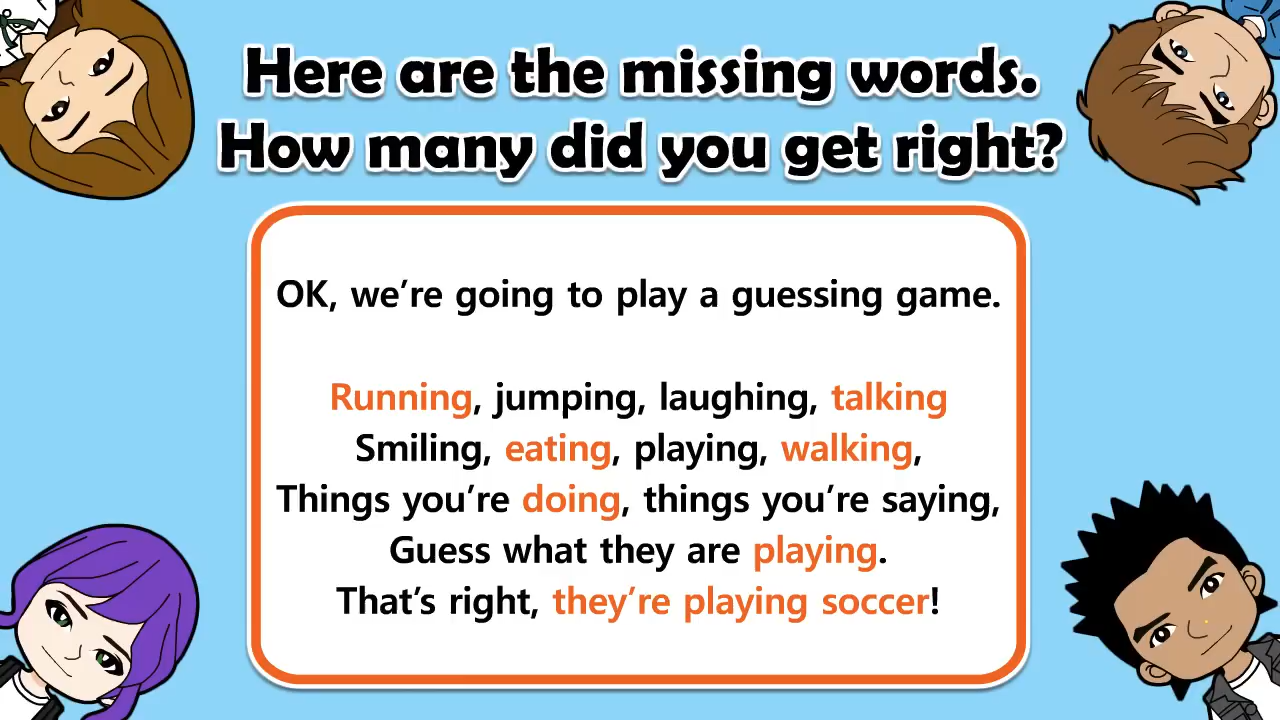 Here are the missing words.
How many did you get right?
OK, we’re going to play a guessing game.
Running, jumping, laughing, talking
Smiling, eating, playing, walking,
Things you’re doing, things you’re saying,
Guess what they are playing.
That’s right, they’re playing soccer!